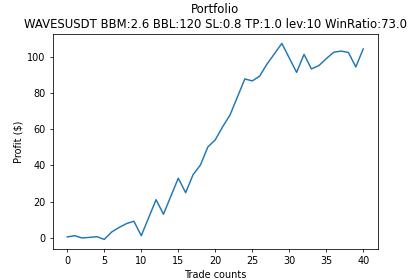 Portfolio
WAVESUSDT BBM:2.6 BBL:120 SL:0.8 TP:1.0 lev:10 WinRatio:73.0
100
80
60
40
20
0
Profit ($)
0 5 10 15 20 25 30 35 40
Trade counts